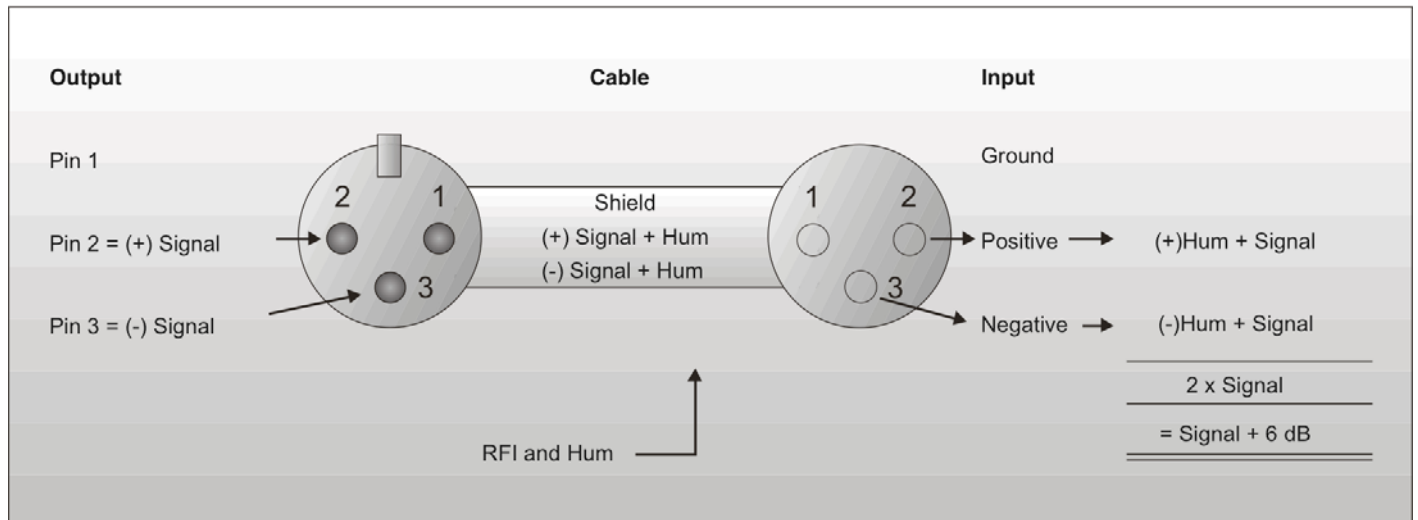 Output Cable Input
Pin 1
Ground
2 1
1 2
Shield
Pin 2 = (+) Signal
(+) Signal + Hum
Positive
(+)Hum + Signal
(-) Signal + Hum
3
3
Pin 3 = (-) Signal
Negative
(-)Hum + Signal
2 x Signal
= Signal + 6 dB
RFI and Hum